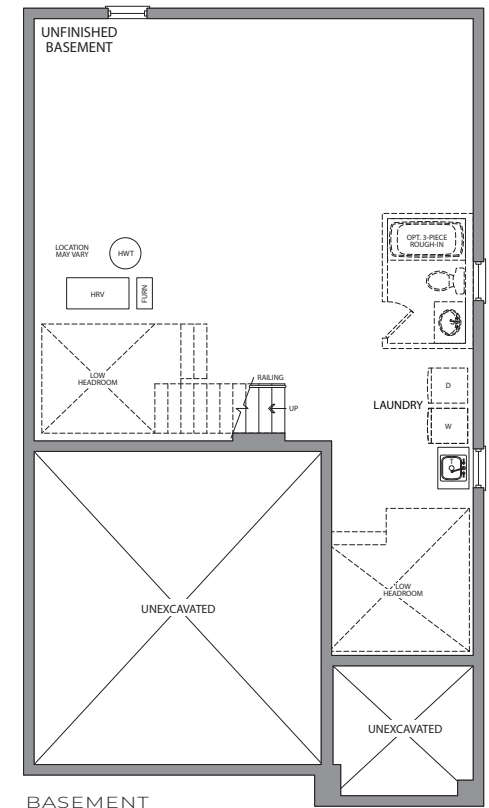 UNFINISHED
BASEMENT
OPT. 3-PIECE
ROUGH-IN
LOCATION
MAY VARY
HWT
HRV
FURN
LOW
HEADROOM
RAILING
UP
D
LAUNDRY
W
LOW
HEADROOM
UNEXCAVATED
UNEXCAVATED
BASEMENT